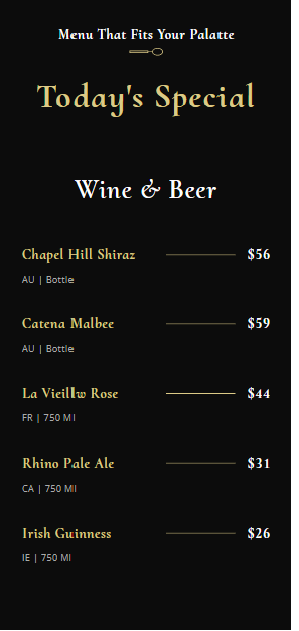 Menu That Fits Your Palatte
Today's Special
Wine & Beer
Chapel Hill Shiraz $56
AU | Bottle
Catena Malbee $59
AU | Bottle
La Vieillw Rose $44
FR | 750 Ml
Rhino Pale Ale $31
CA | 750 Ml
Irish Guinness $26
IE | 750 Ml